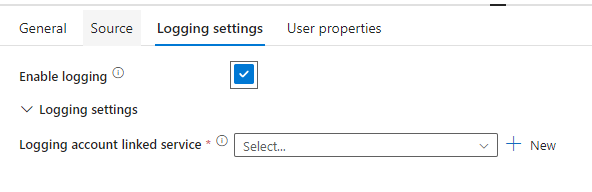 General Source Logging settings User properties
Enable logging
Logging settings
Logging account linked service * Select... New